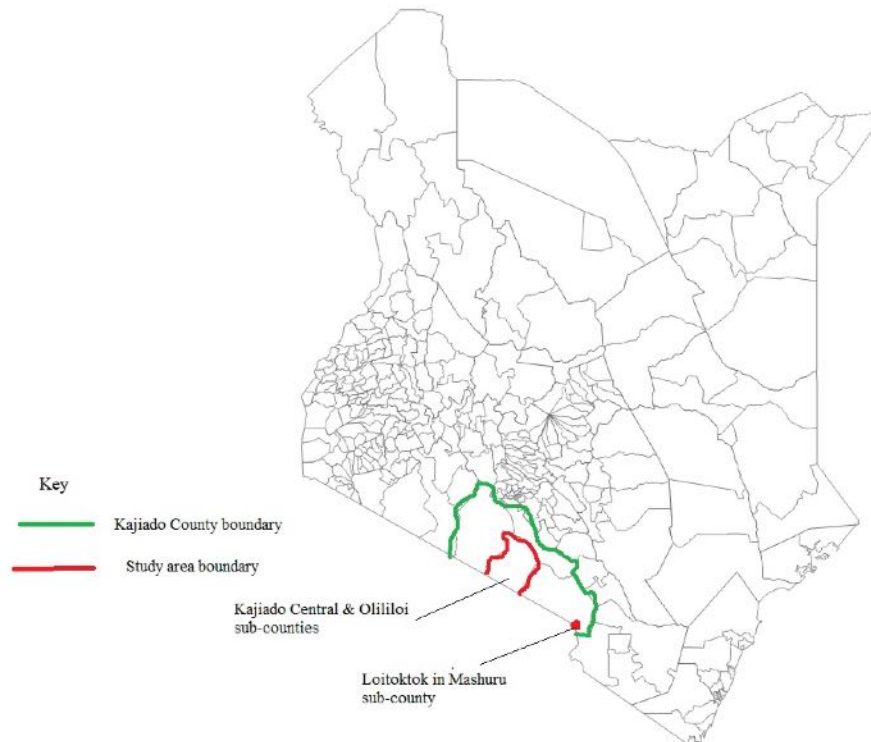 Key
Kajiado County boundary
Study area boundary
Kajiado Central & Olililoi
sub-counties
Loitoktok in Mashuru
sub-county